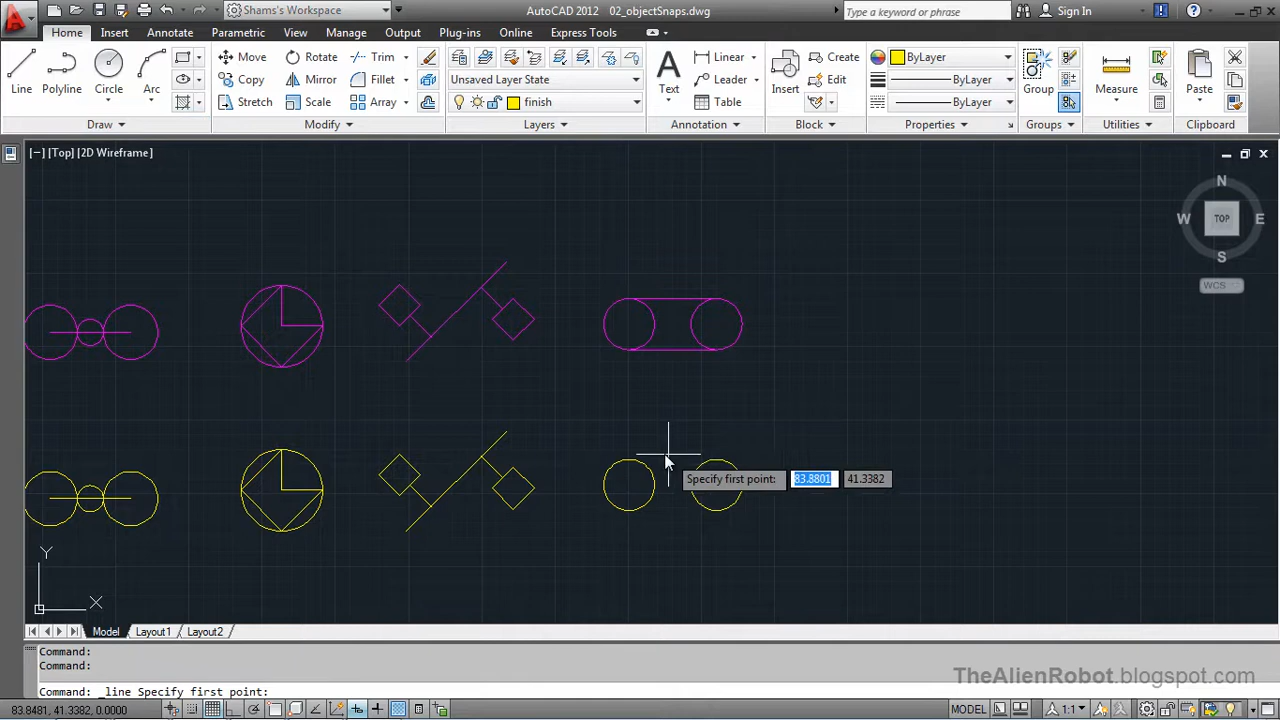 Shams's Workspace
AutoCAD 2012 02_objectSnaps.dwg
Type a keyword or phrase
Sign In
Home Insert Annotate Parametric View Manage Output Plug-ins Online Express Tools
Line Polyline Circle Arc
Move Rotate Trim
Copy Mirror Fillet
Stretch Scale Array
Unsaved Layer State
finish
Text
Linear
Leader
Table
Insert
Create
Edit
ByLayer
ByLayer
ByLayer
Group
Measure
Paste
Draw Modify Layers Annotation Block Properties Groups Utilities Clipboard
[−] [Top] [2D Wireframe]
N
W TOP E
S
WCS
Specify first point: 83.8801 41.3382
Y
X
Model Layout1 Layout2
Command:
Command:
Command: _line Specify first point:
TheAlienRobot.blogspot.com
83.8481, 41.3382, 0.0000
MODEL
1:1